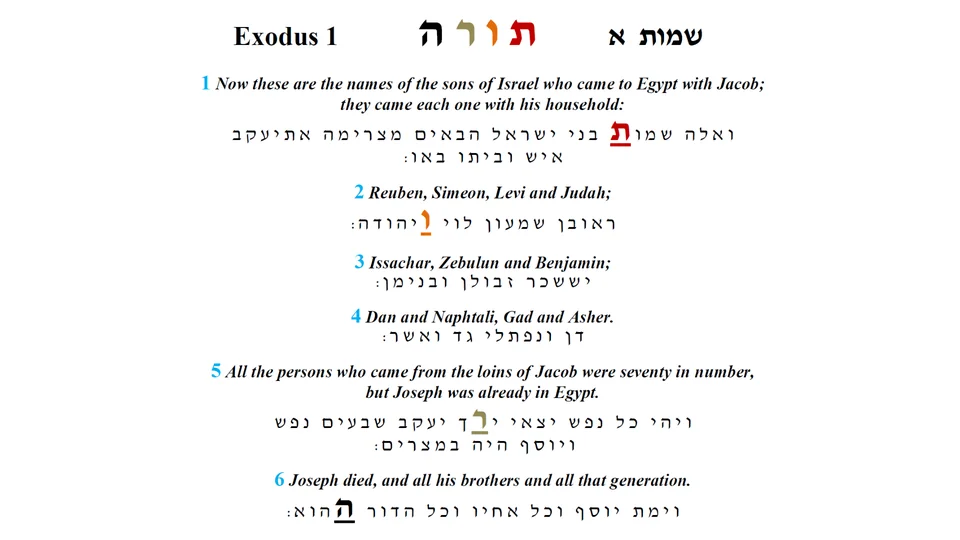 Exodus 1 תורה שמות א
1 Now these are the names of the sons of Israel who came to Egypt with Jacob;
they came each one with his household:
ואלה שמות בני ישראל הבאים מצרימה אתיעקב
איש וביתו באו:
2 Reuben, Simeon, Levi and Judah;
ראובן שמעון לוי ויהודה:
3 Issachar, Zebulun and Benjamin;
יששכר זבולן ובנימן:
4 Dan and Naphtali, Gad and Asher.
דן ונפתלי גד ואשר:
5 All the persons who came from the loins of Jacob were seventy in number,
but Joseph was already in Egypt.
ויהי כל נפש יצאי ירך יעקב שבעים נפש
ויוסף היה במצרים:
6 Joseph died, and all his brothers and all that generation.
וימת יוסף וכל אחיו וכל הדור ההוא: